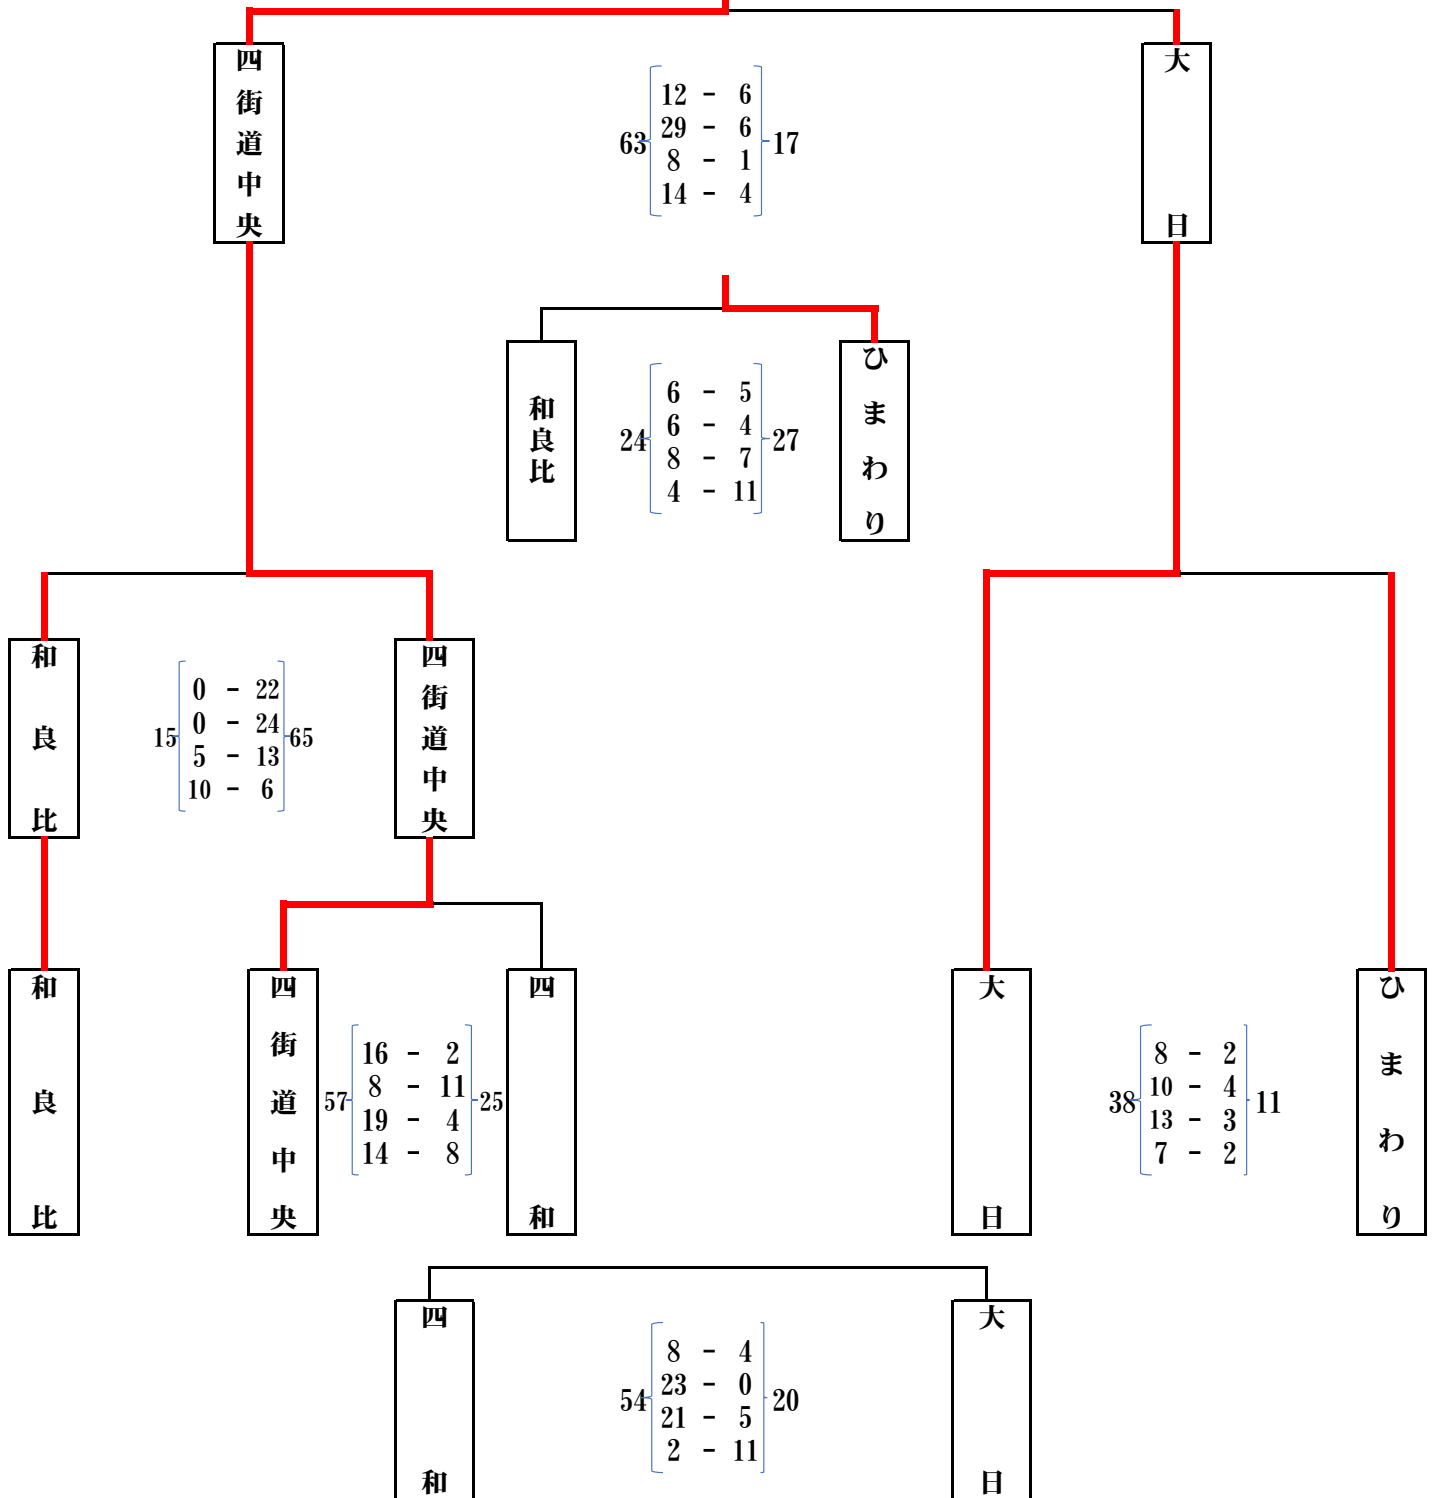 四街道中央
63
12 - 6
29 - 6
8 - 1
14 - 4
17
大日
和良比
24
6 - 5
6 - 4
8 - 7
4 - 11
27
ひまわり
和良比
15
0 - 22
0 - 24
5 - 13
10 - 6
65
四街道中央
和良比
四街道中央
57
16 - 2
8 - 11
19 - 4
14 - 8
25
四和
大日
38
8 - 2
10 - 4
13 - 3
7 - 2
11
ひまわり
四和
54
8 - 4
23 - 0
21 - 5
2 - 11
20
大日